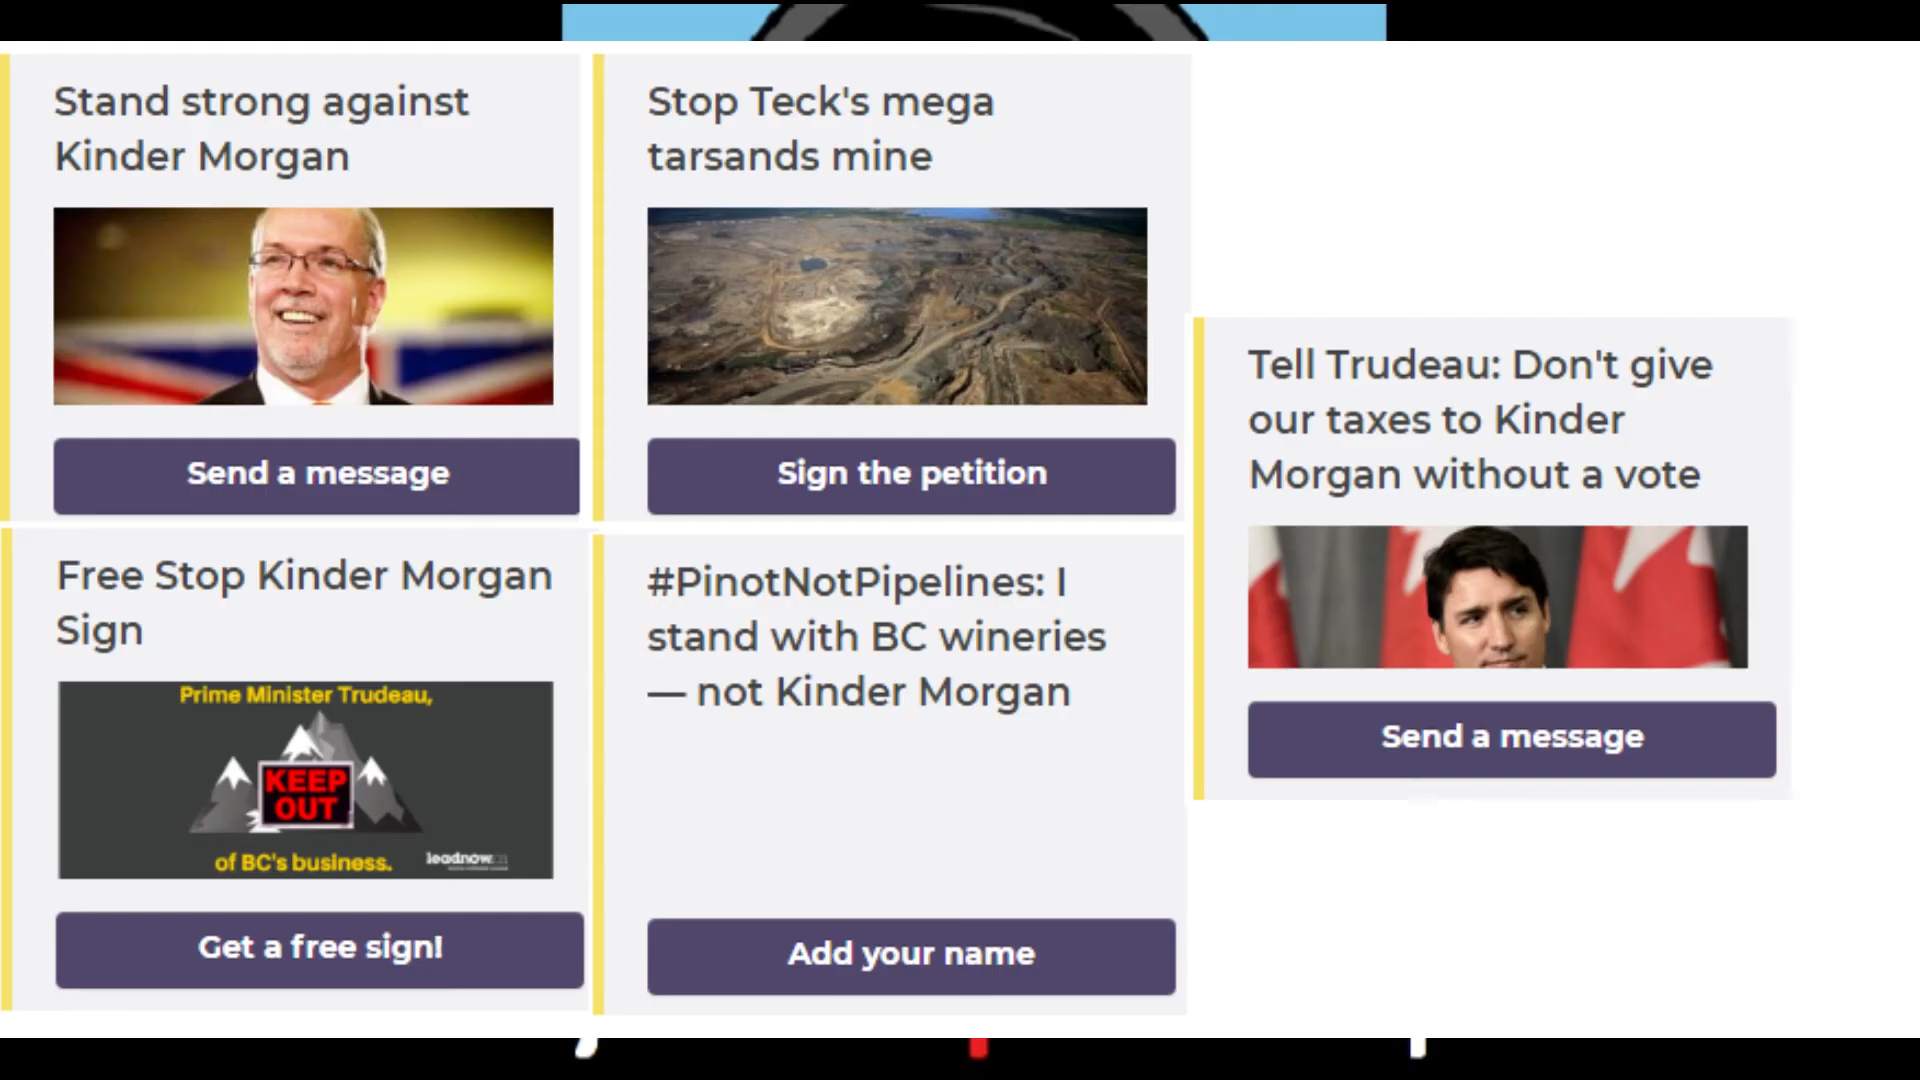 Stand strong against
Kinder Morgan
Send a message
Stop Teck's mega
tarsands mine
Sign the petition
Tell Trudeau: Don't give
our taxes to Kinder
Morgan without a vote
Send a message
Free Stop Kinder Morgan
Sign
Prime Minister Trudeau,
KEEP
OUT
of BC's business.
leadnow
Get a free sign!
#PinotNotPipelines: I
stand with BC wineries
— not Kinder Morgan
Add your name